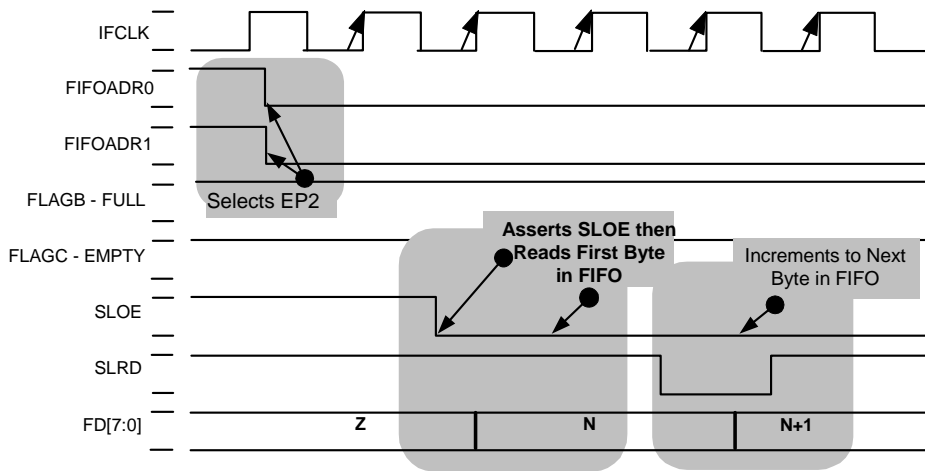 IFCLK
FIFOADR0
FIFOADR1
Selects EP2
FLAGB - FULL
Asserts SLOE then
Reads First Byte
in FIFO
FLAGC - EMPTY
Increments to Next
Byte in FIFO
SLOE
SLRD
FD[7:0]
Z
N
N+1